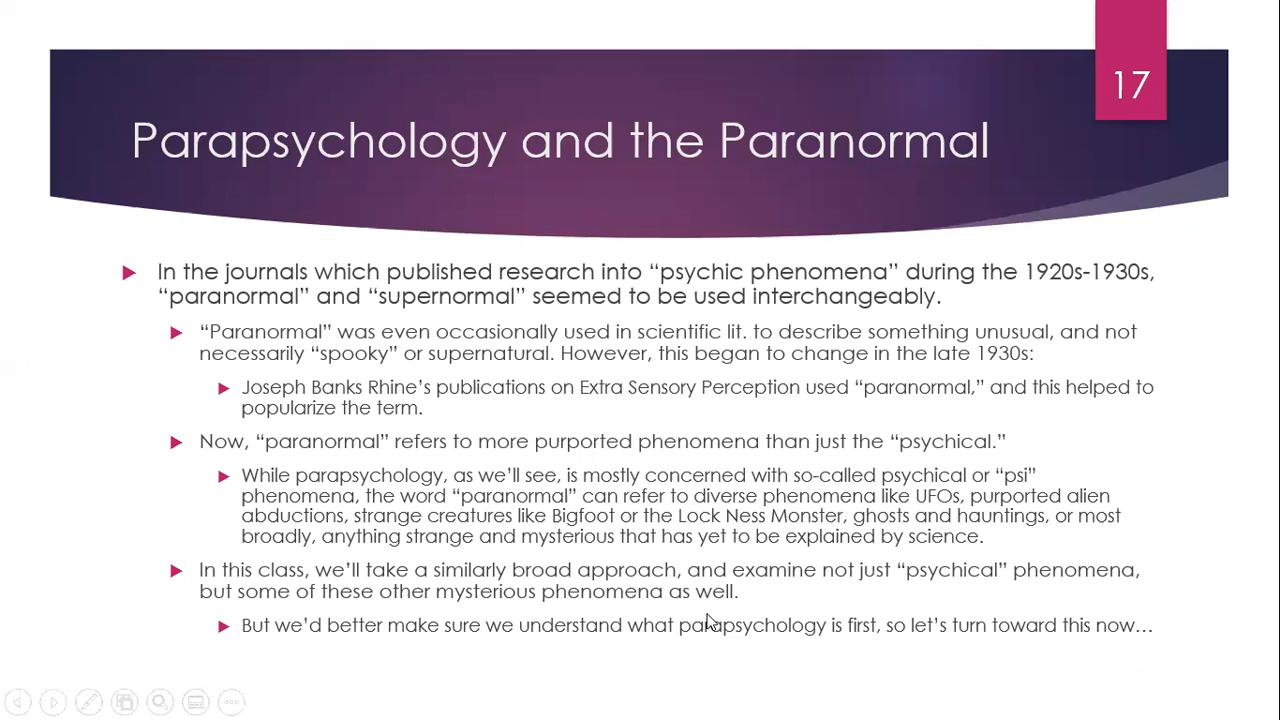 17
Parapsychology and the Paranormal
In the journals which published research into “psychic phenomena” during the 1920s-1930s,
“paranormal” and “supernormal” seemed to be used interchangeably.
“Paranormal” was even occasionally used in scientific lit. to describe something unusual, and not
necessarily “spooky” or supernatural. However, this began to change in the late 1930s:
Joseph Banks Rhine’s publications on Extra Sensory Perception used “paranormal,” and this helped to
popularize the term.
Now, “paranormal” refers to more purported phenomena than just the “psychical.”
While parapsychology, as we’ll see, is mostly concerned with so-called psychical or “psi”
phenomena, the word “paranormal” can refer to diverse phenomena like UFOs, purported alien
abductions, strange creatures like Bigfoot or the Lock Ness Monster, ghosts and hauntings, or most
broadly, anything strange and mysterious that has yet to be explained by science.
In this class, we’ll take a similarly broad approach, and examine not just “psychical” phenomena,
but some of these other mysterious phenomena as well.
But we’d better make sure we understand what parapsychology is first, so let’s turn toward this now…